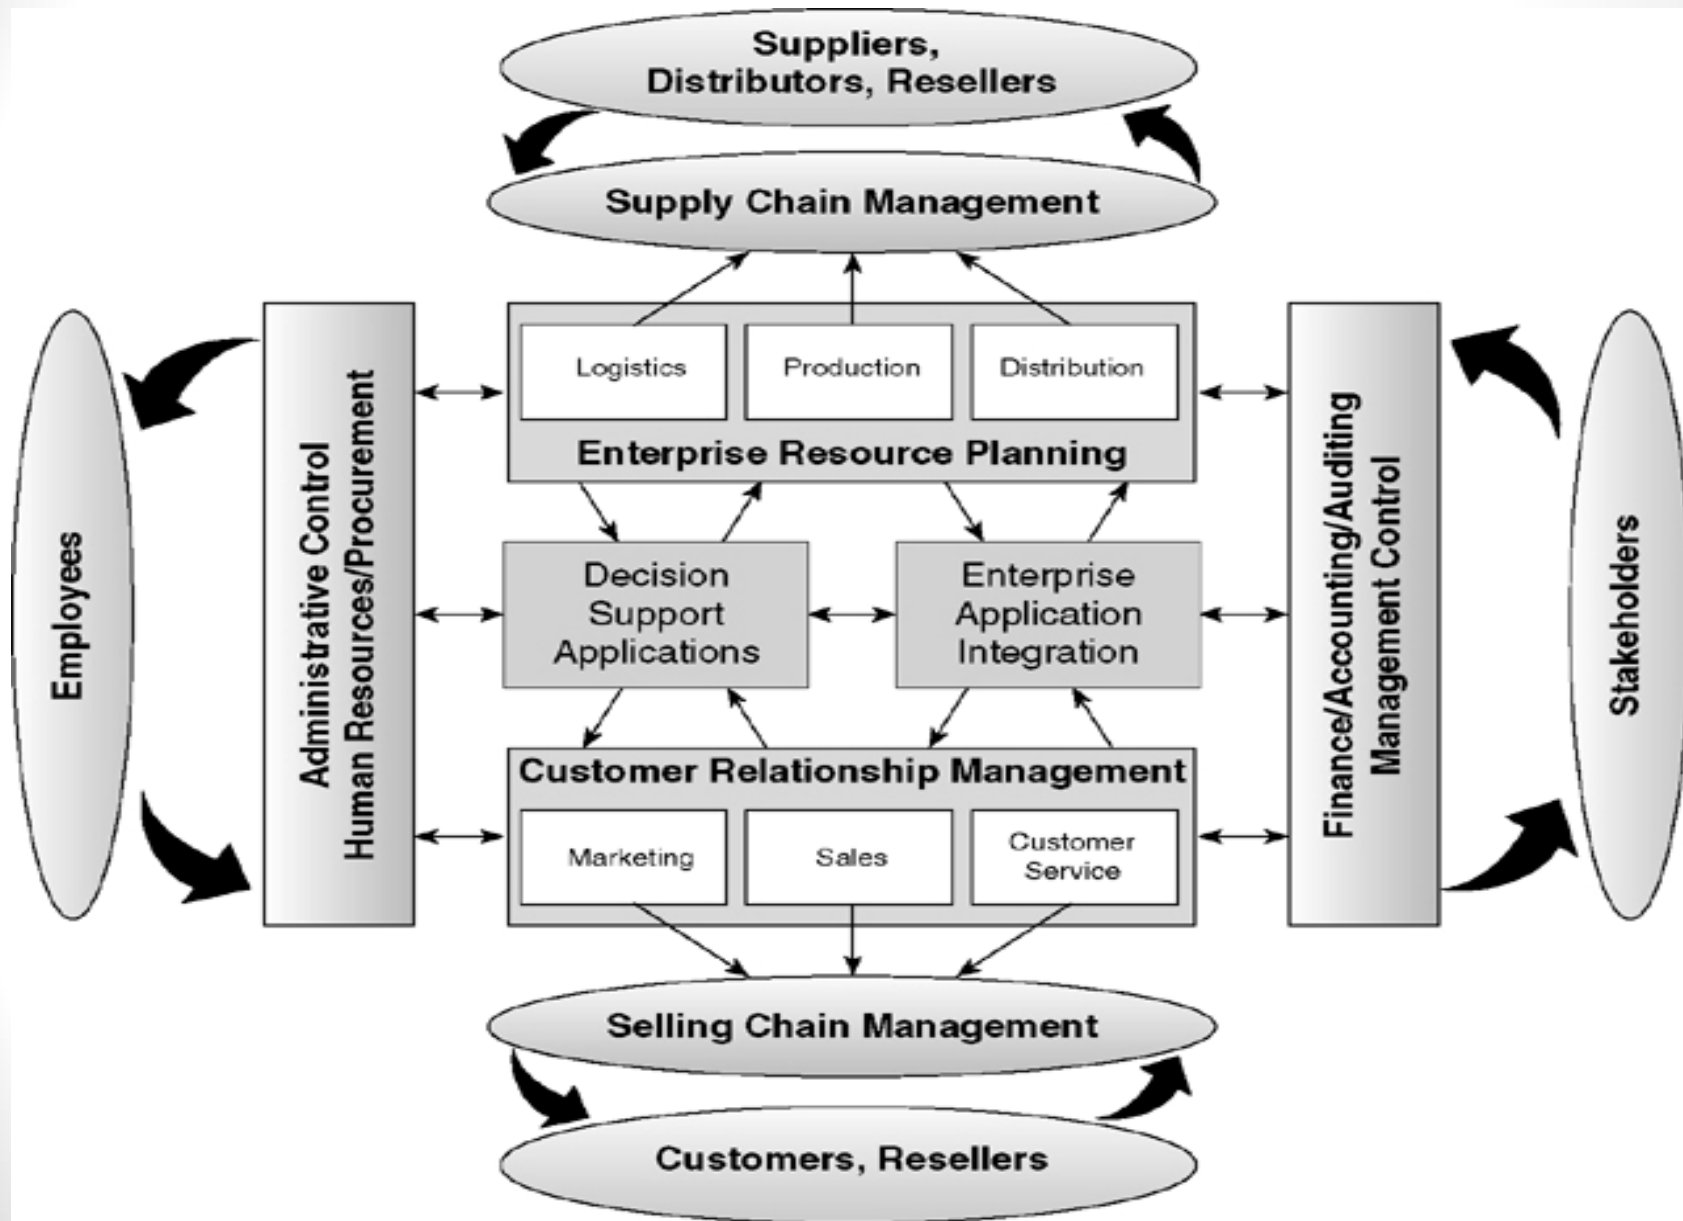 Suppliers,
Distributors, Resellers
Supply Chain Management
Employees
Administrative Control
Human Resources/Procurement
Logistics
Production
Distribution
Enterprise Resource Planning
Decision
Support
Applications
Enterprise
Application
Integration
Customer Relationship Management
Marketing
Sales
Customer
Service
Finance/Accounting/Auditing
Management Control
Stakeholders
Selling Chain Management
Customers, Resellers